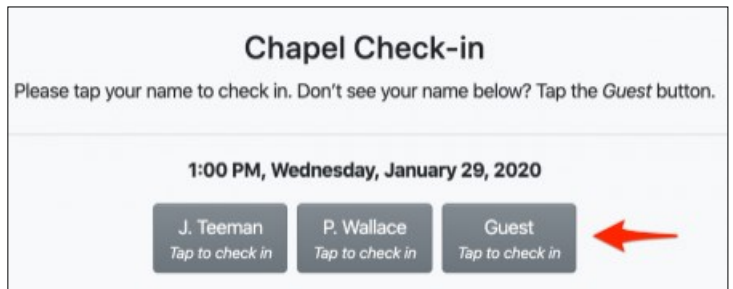 Chapel Check-in
Please tap your name to check in. Don't see your name below? Tap the Guest button.
1:00 PM, Wednesday, January 29, 2020
J. Teeman
Tap to check in
P. Wallace
Tap to check in
Guest
Tap to check in